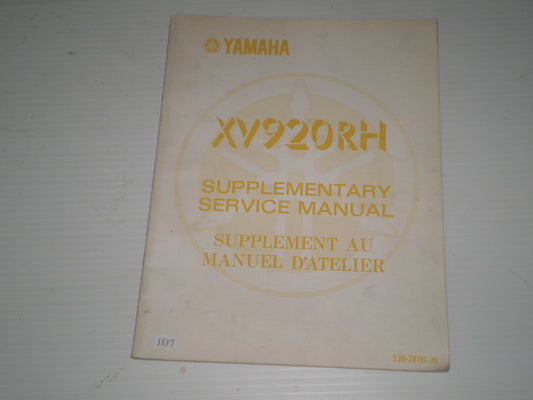 YAMAHA
XV920RH
SUPPLEMENTARY
SERVICE MANUAL
SUPPLEMENT AU
MANUEL D'ATELIER
1837